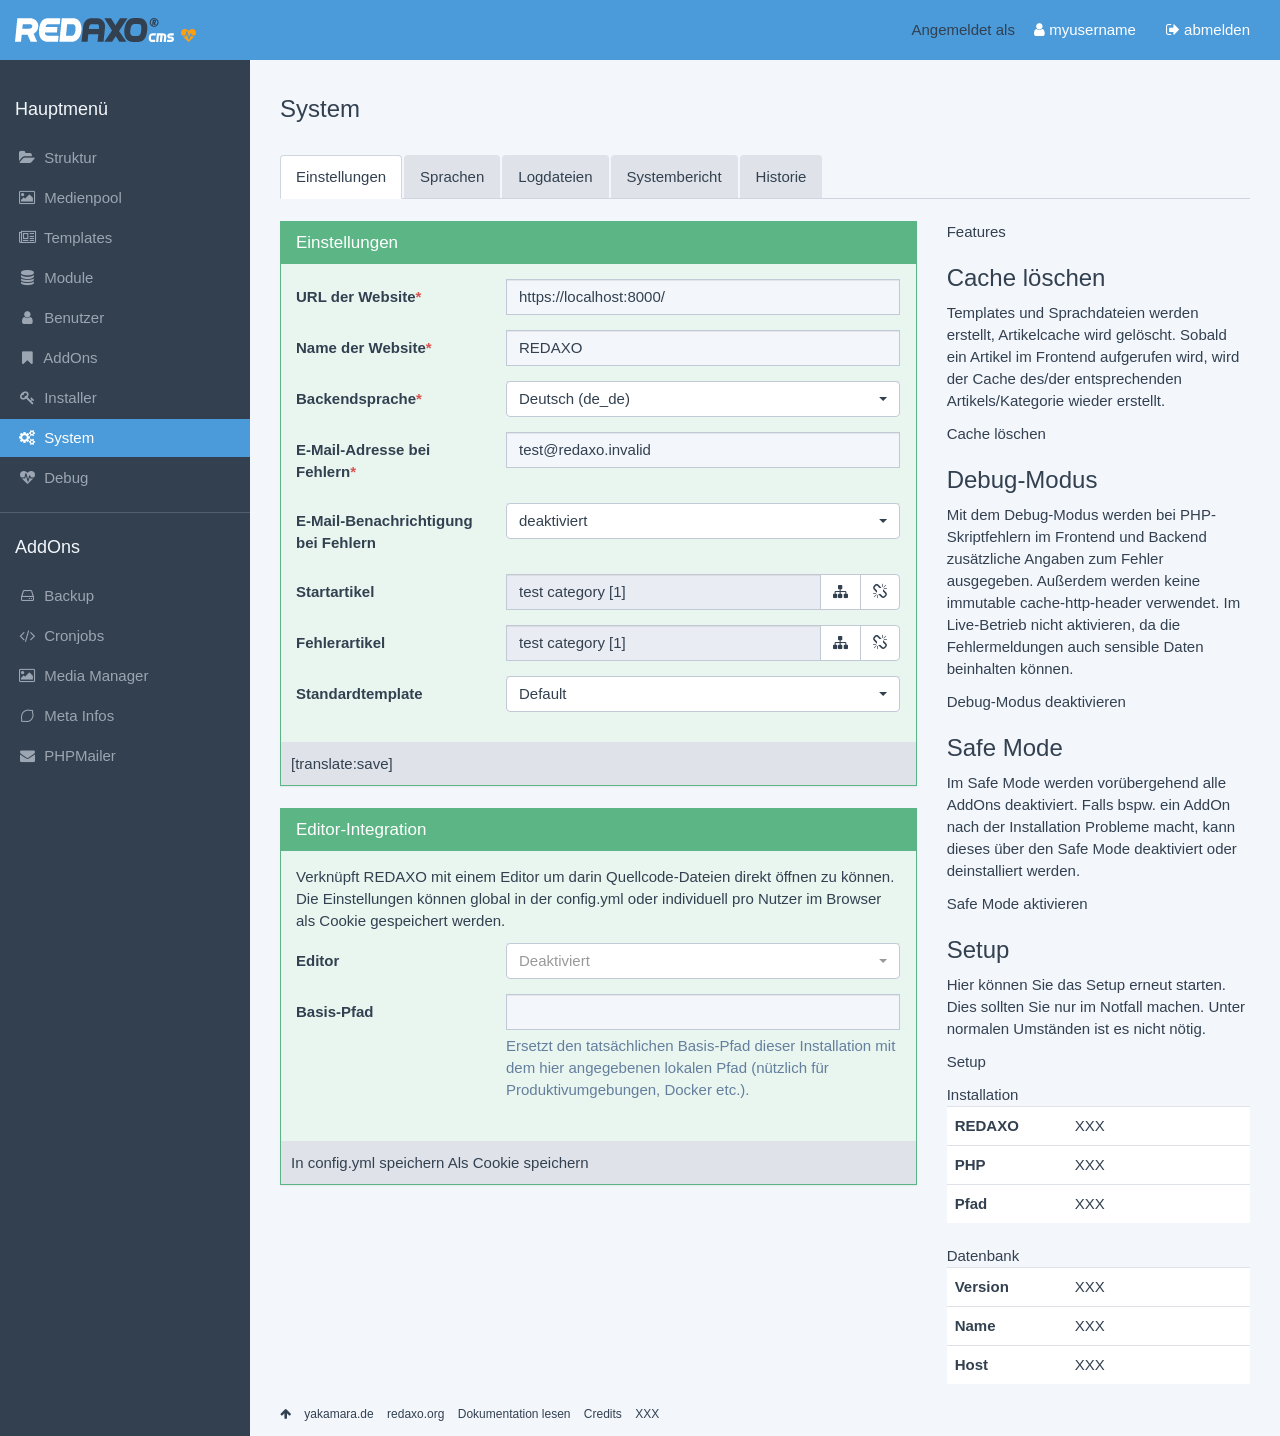 REDAXO® cms
Angemeldet als myusername abmelden
Hauptmenü
Struktur
Medienpool
Templates
Module
Benutzer
AddOns
Installer
System
Debug
AddOns
Backup
Cronjobs
Media Manager
Meta Infos
PHPMailer
System
Einstellungen Sprachen Logdateien Systembericht Historie
Einstellungen
URL der Website* https://localhost:8000/
Name der Website* REDAXO
Backendsprache* Deutsch (de_de)
E-Mail-Adresse bei
Fehlern*
test@redaxo.invalid
E-Mail-Benachrichtigung
bei Fehlern
deaktiviert
Startartikel test category [1]
Fehlerartikel test category [1]
Standardtemplate Default
[translate:save]
Editor-Integration
Verknüpft REDAXO mit einem Editor um darin Quellcode-Dateien direkt öffnen zu können.
Die Einstellungen können global in der config.yml oder individuell pro Nutzer im Browser
als Cookie gespeichert werden.
Editor Deaktiviert
Basis-Pfad
Ersetzt den tatsächlichen Basis-Pfad dieser Installation mit
dem hier angegebenen lokalen Pfad (nützlich für
Produktivumgebungen, Docker etc.).
In config.yml speichern Als Cookie speichern
Features
Cache löschen
Templates und Sprachdateien werden
erstellt, Artikelcache wird gelöscht. Sobald
ein Artikel im Frontend aufgerufen wird, wird
der Cache des/der entsprechenden
Artikels/Kategorie wieder erstellt.
Cache löschen
Debug-Modus
Mit dem Debug-Modus werden bei PHP-
Skriptfehlern im Frontend und Backend
zusätzliche Angaben zum Fehler
ausgegeben. Außerdem werden keine
immutable cache-http-header verwendet. Im
Live-Betrieb nicht aktivieren, da die
Fehlermeldungen auch sensible Daten
beinhalten können.
Debug-Modus deaktivieren
Safe Mode
Im Safe Mode werden vorübergehend alle
AddOns deaktiviert. Falls bspw. ein AddOn
nach der Installation Probleme macht, kann
dieses über den Safe Mode deaktiviert oder
deinstalliert werden.
Safe Mode aktivieren
Setup
Hier können Sie das Setup erneut starten.
Dies sollten Sie nur im Notfall machen. Unter
normalen Umständen ist es nicht nötig.
Setup
Installation
REDAXO XXX
PHP XXX
Pfad XXX
Datenbank
Version XXX
Name XXX
Host XXX
yakamara.de redaxo.org Dokumentation lesen Credits XXX